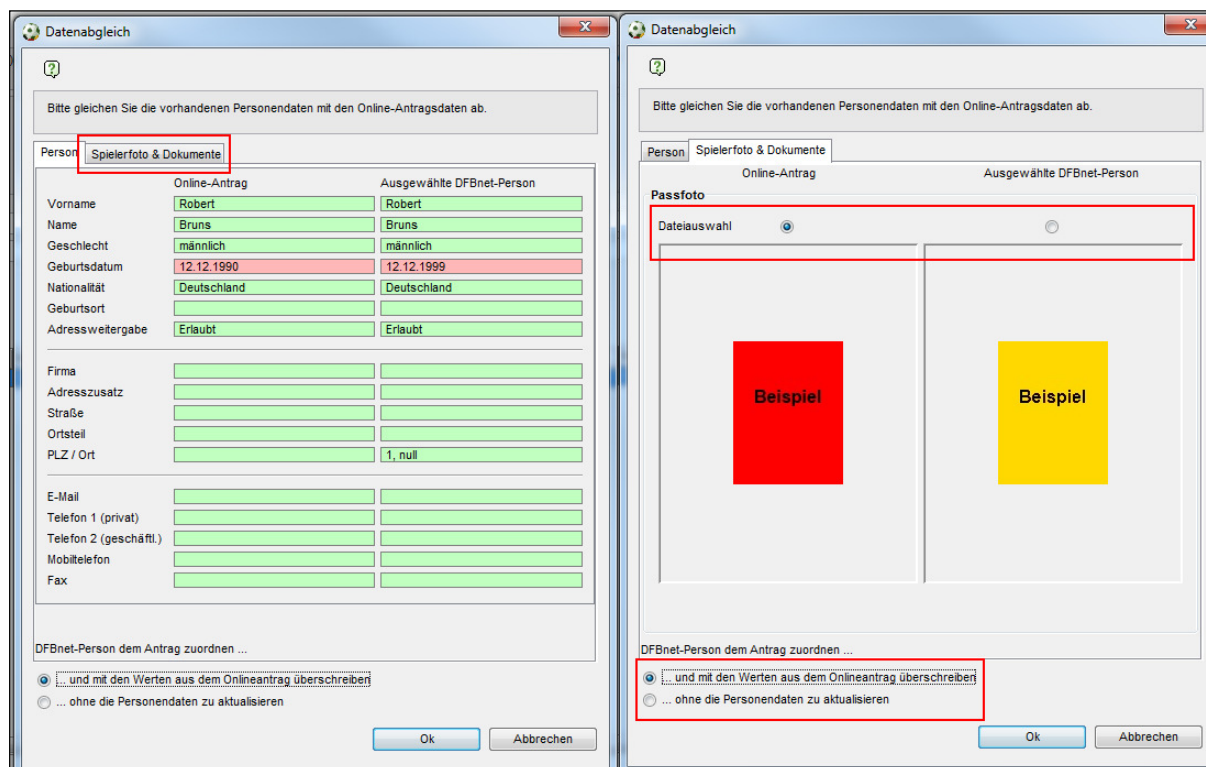 Datenabgleich
Bitte gleichen Sie die vorhandenen Personendaten mit den Online-Antragsdaten ab.
Person Spielerfoto & Dokumente
Online-Antrag Ausgewählte DFBnet-Person
Vorname Robert Robert
Name Bruns Bruns
Geschlecht männlich männlich
Geburtsdatum 12.12.1990 12.12.1999
Nationalität Deutschland Deutschland
Geburtsort
Adressweitergabe Erlaubt Erlaubt
Firma
Adresszusatz
Straße
Ortsteil
PLZ / Ort 1, null
E-Mail
Telefon 1 (privat)
Telefon 2 (geschäftl.)
Mobiltelefon
Fax
DFBnet-Person dem Antrag zuordnen ...
... und mit den Werten aus dem Onlineantrag überschreiben
... ohne die Personendaten zu aktualisieren
Ok Abbrechen
Datenabgleich
Bitte gleichen Sie die vorhandenen Personendaten mit den Online-Antragsdaten ab.
Person Spielerfoto & Dokumente
Online-Antrag Ausgewählte DFBnet-Person
Passfoto
Dateiauswahl
Beispiel Beispiel
DFBnet-Person dem Antrag zuordnen ...
... und mit den Werten aus dem Onlineantrag überschreiben
... ohne die Personendaten zu aktualisieren
Ok Abbrechen